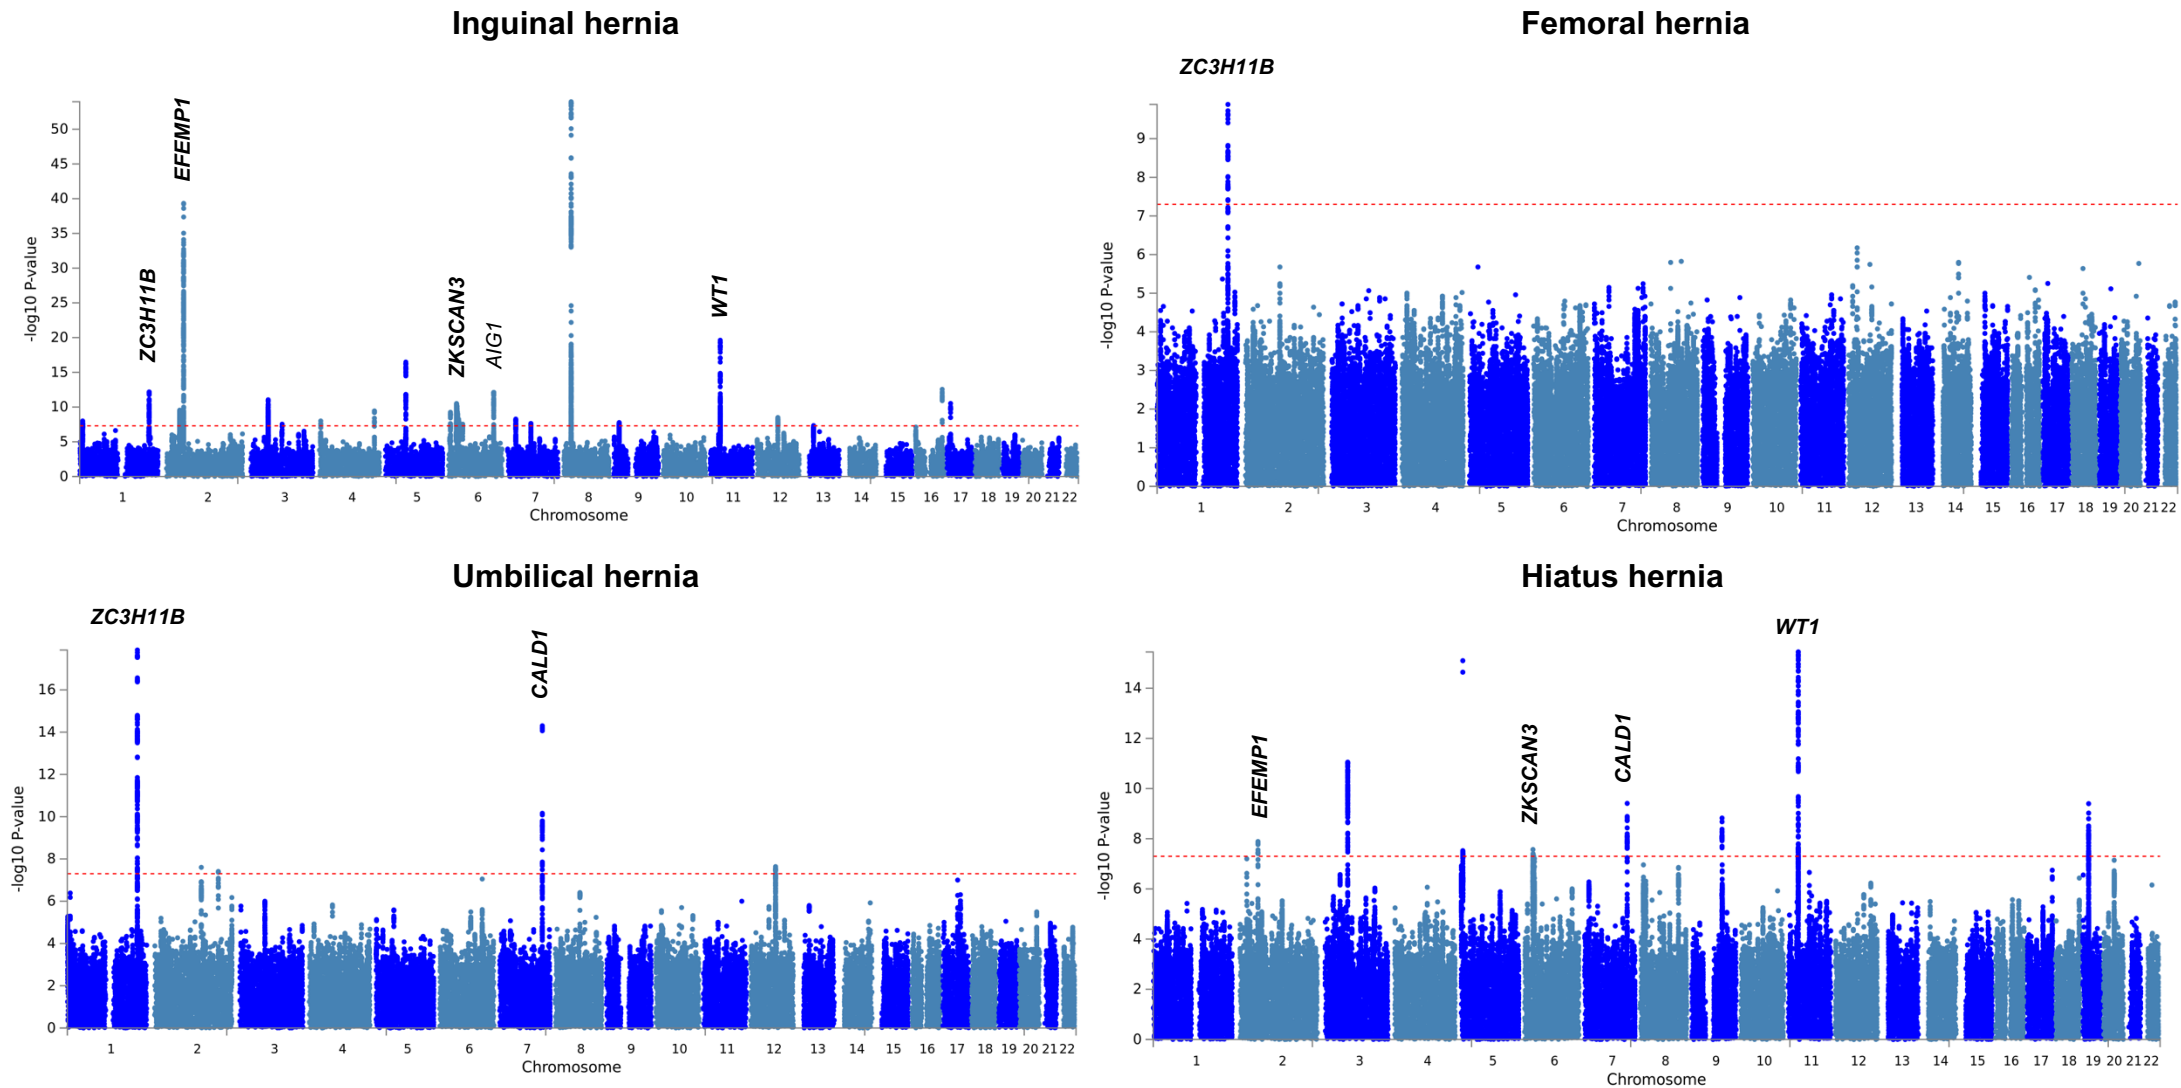 Inguinal hernia
ZC3H11B
EFEMP1
ZKSCAN3
AIG1
WT1
-log10 P-value
50
45
40
35
30
25
20
15
10
5
0
1 2 3 4 5 6 7 8 9 10 11 12 13 14 15 16 17 18 19 20 21 22
Chromosome
Femoral hernia
ZC3H11B
-log10 P-value
9
8
7
6
5
4
3
2
1
0
1 2 3 4 5 6 7 8 9 10 11 12 13 14 15 16 17 18 19 20 21 22
Chromosome
Umbilical hernia
ZC3H11B
CALD1
-log10 P-value
16
14
12
10
8
6
4
2
0
1 2 3 4 5 6 7 8 9 10 11 12 13 14 15 16 17 18 19 20 21 22
Chromosome
Hiatus hernia
EFEMP1
ZKSCAN3
CALD1
WT1
-log10 P-value
14
12
10
8
6
4
2
0
1 2 3 4 5 6 7 8 9 10 11 12 13 14 15 16 17 18 19 20 21 22
Chromosome